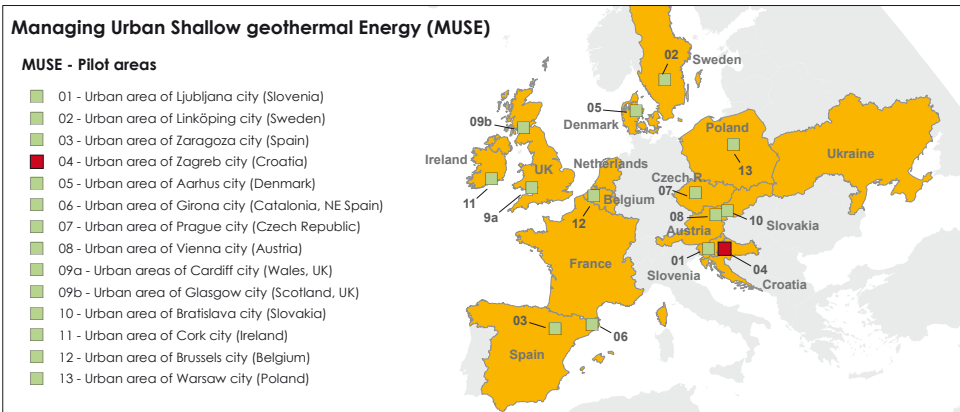 Managing Urban Shallow geothermal Energy (MUSE)
MUSE - Pilot areas
01 - Urban area of Ljubljana city (Slovenia)
02 - Urban area of Linköping city (Sweden)
03 - Urban area of Zaragoza city (Spain)
04 - Urban area of Zagreb city (Croatia)
05 - Urban area of Aarhus city (Denmark)
06 - Urban area of Girona city (Catalonia, NE Spain)
07 - Urban area of Prague city (Czech Republic)
08 - Urban area of Vienna city (Austria)
09a - Urban areas of Cardiff city (Wales, UK)
09b - Urban area of Glasgow city (Scotland, UK)
10 - Urban area of Bratislava city (Slovakia)
11 - Urban area of Cork city (Ireland)
12 - Urban area of Brussels city (Belgium)
13 - Urban area of Warsaw city (Poland)
02
Sweden
05
09b
Denmark
Poland
Ireland
Netherlands
Ukraine
UK
13
Czech R.
07
11
9a
Belgium
12
08
10
Slovakia
Austria
France
01
04
Slovenia
Croatia
03
06
Spain